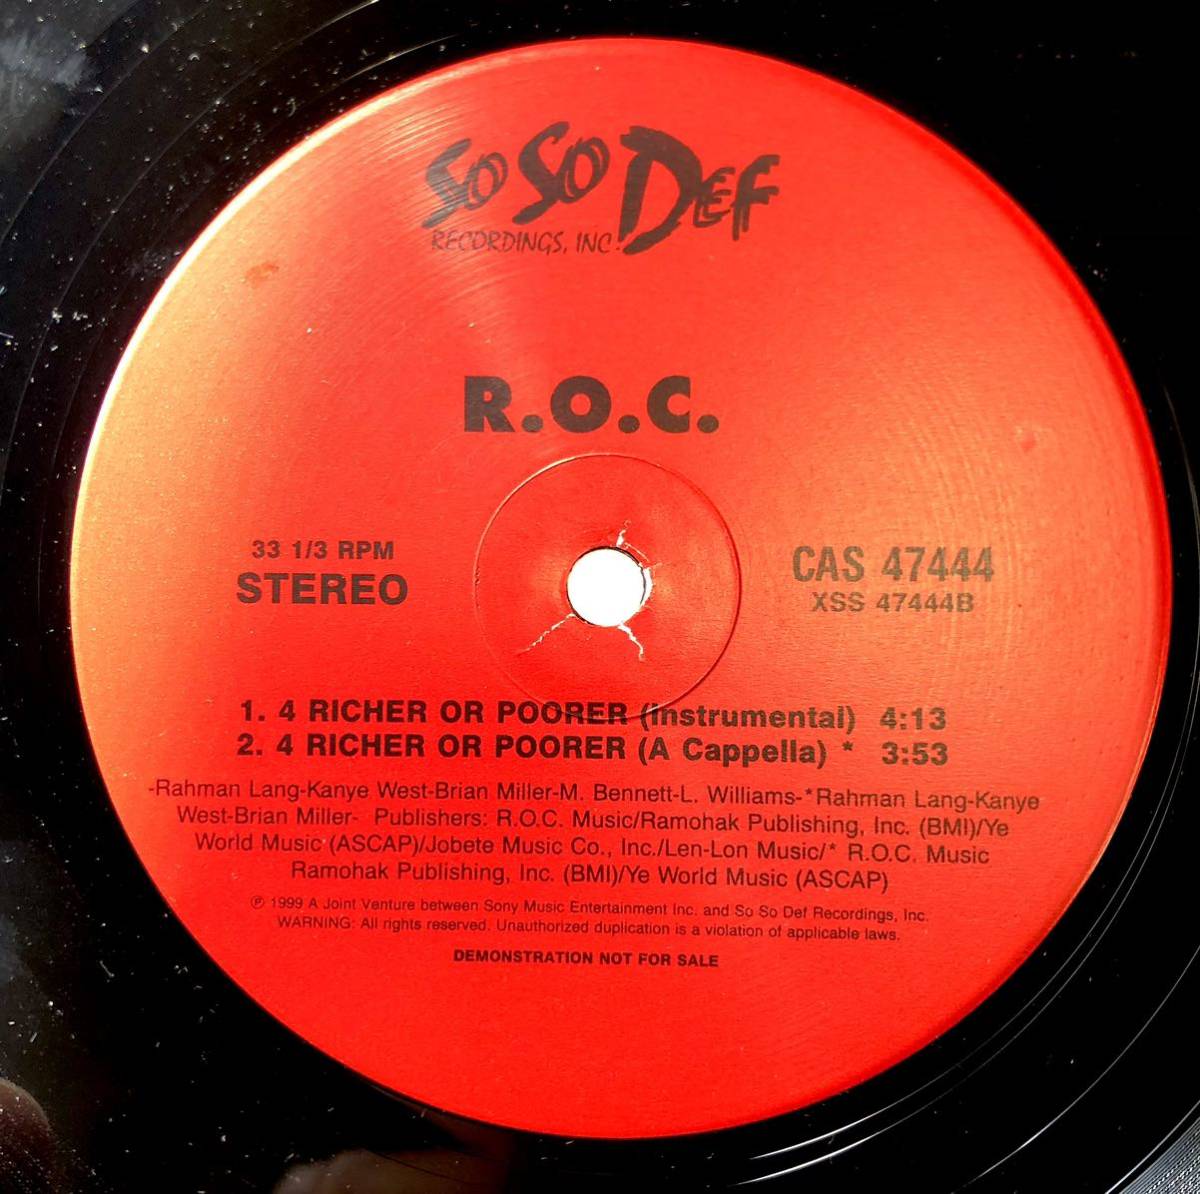 So So Def
RECORDINGS, INC.
R.O.C.
33 1/3 RPM
STEREO
CAS 47444
XSS 47444B
1. 4 RICHER OR POORER (Instrumental) 4:13
2. 4 RICHER OR POORER (A Cappella) * 3:53
-Rahman Lang-Kanye West-Brian Miller-M. Bennett-L. Williams-*Rahman Lang-Kanye
West-Brian Miller- Publishers: R.O.C. Music/Ramohak Publishing, Inc. (BMI)/Ye
World Music (ASCAP)/Jobete Music Co., Inc./Len-Lon Music/* R.O.C. Music
Ramohak Publishing, Inc. (BMI)/Ye World Music (ASCAP)
℗ 1999 A Joint Venture between Sony Music Entertainment Inc. and So So Def Recordings, Inc.
WARNING: All rights reserved. Unauthorized duplication is a violation of applicable laws.
DEMONSTRATION NOT FOR SALE